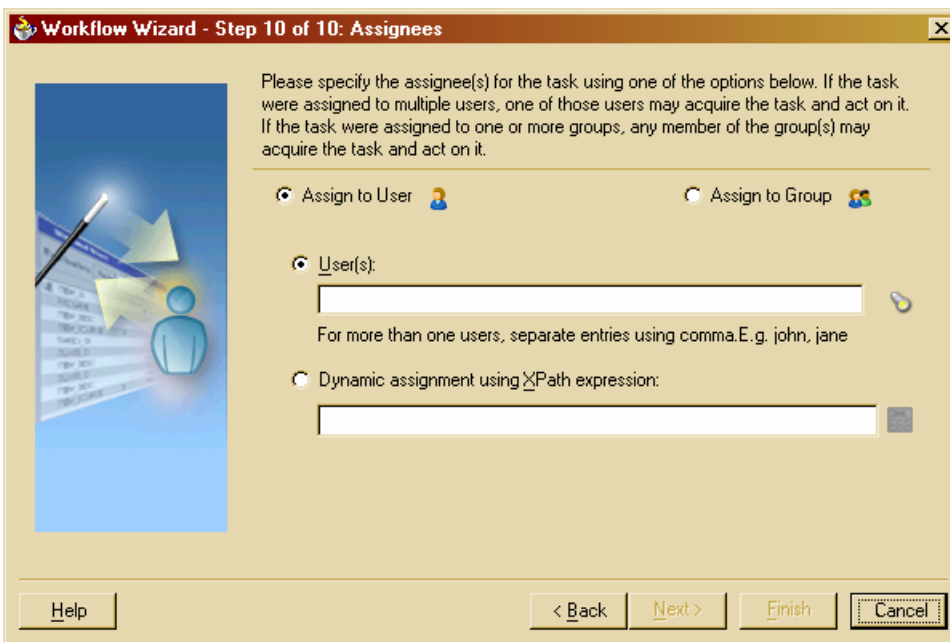 Workflow Wizard - Step 10 of 10: Assignees
Please specify the assignee(s) for the task using one of the options below. If the task
were assigned to multiple users, one of those users may acquire the task and act on it.
If the task were assigned to one or more groups, any member of the group(s) may
acquire the task and act on it.
Assign to User
Assign to Group
User(s):
For more than one users, separate entries using comma.E.g. john, jane
Dynamic assignment using XPath expression:
Help
< Back
Next >
Finish
Cancel